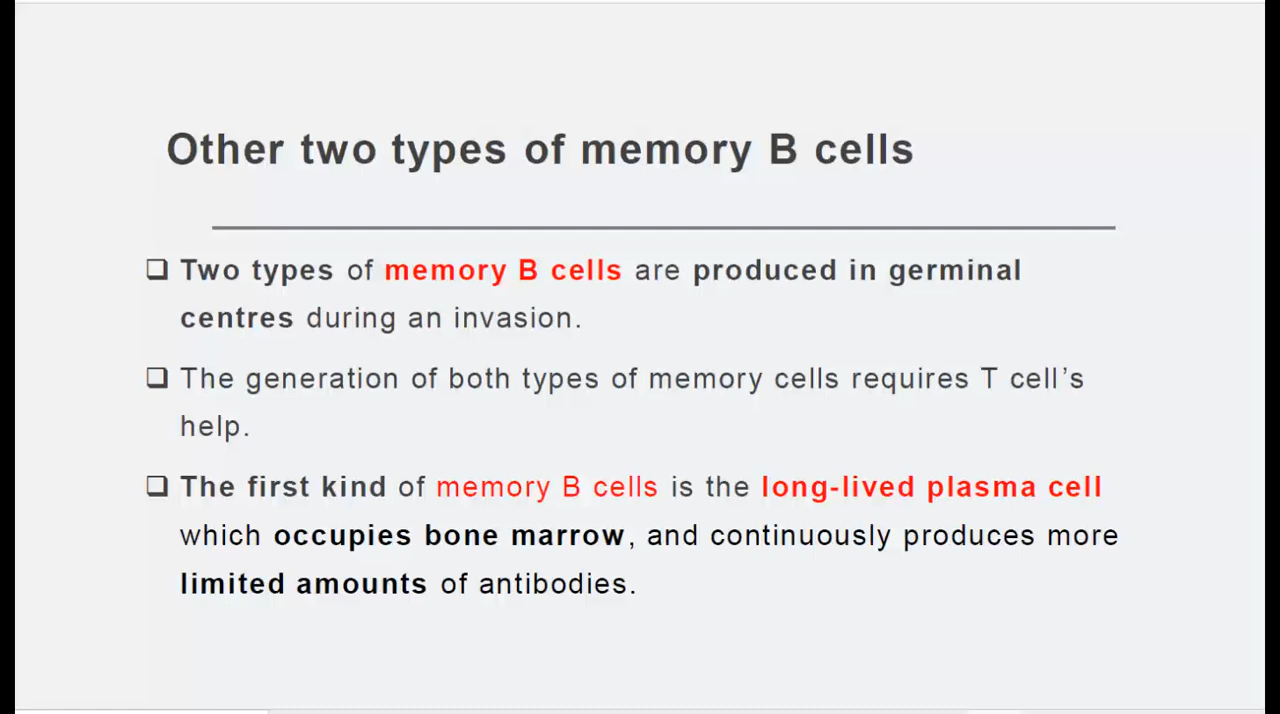 Other two types of memory B cells
❑ Two types of memory B cells are produced in germinal
centres during an invasion.
❑ The generation of both types of memory cells requires T cell’s
help.
❑ The first kind of memory B cells is the long-lived plasma cell
which occupies bone marrow, and continuously produces more
limited amounts of antibodies.